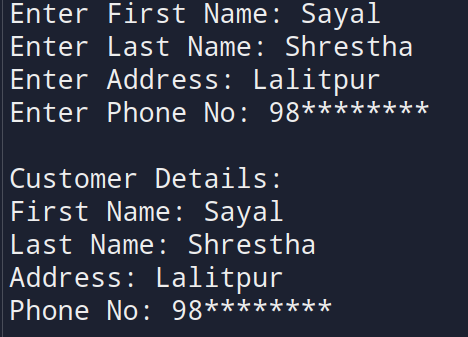 Enter First Name: Sayal
Enter Last Name: Shrestha
Enter Address: Lalitpur
Enter Phone No: 98********

Customer Details:
First Name: Sayal
Last Name: Shrestha
Address: Lalitpur
Phone No: 98********